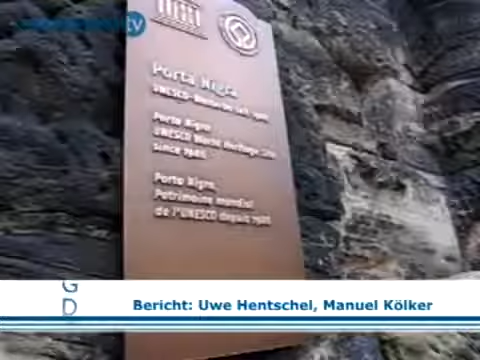 tv
Porta Nigra
UNESCO-Welterbe seit 1986
Porta Nigra
UNESCO World Heritage Site
since 1986
Porta Nigra
Patrimoine mondial
de l'UNESCO depuis 1986
G
D
Bericht: Uwe Hentschel, Manuel Kölker